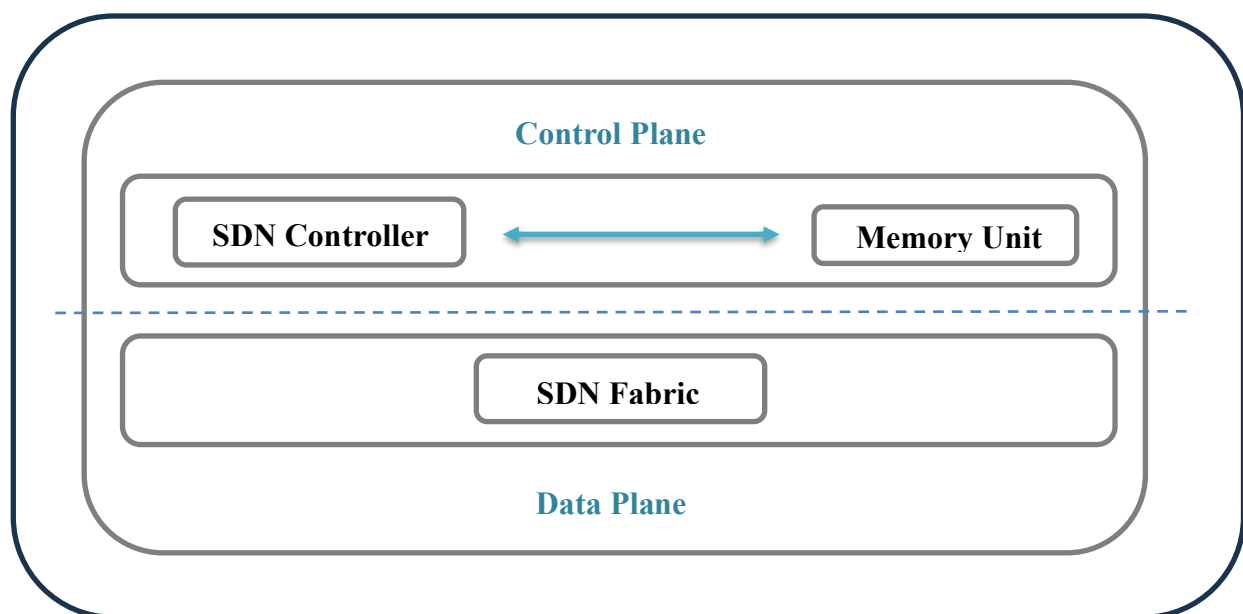 Control Plane
SDN Controller
Memory Unit
SDN Fabric
Data Plane